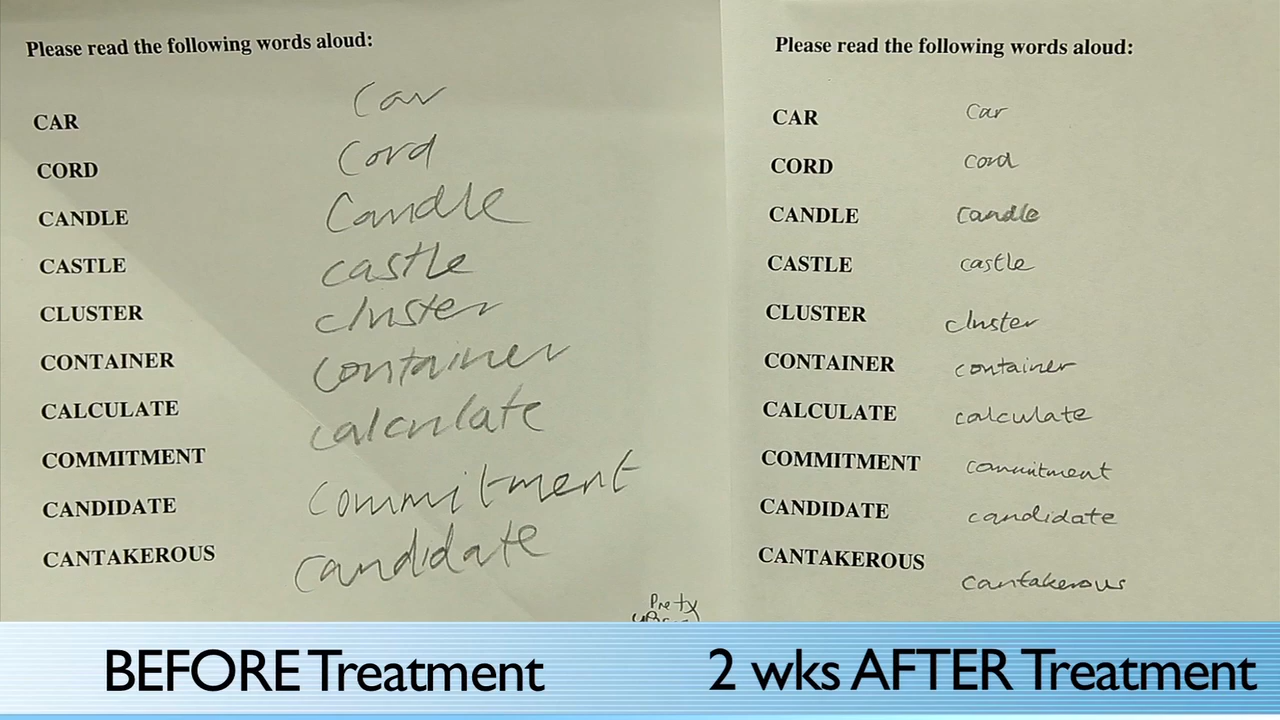 Please read the following words aloud:
CAR Car
CORD Cord
CANDLE Candle
CASTLE castle
CLUSTER cluster
CONTAINER container
CALCULATE calculate
COMMITMENT commitment
CANDIDATE candidate
CANTAKEROUS
Prety
Please read the following words aloud:
CAR Car
CORD Cord
CANDLE Candle
CASTLE castle
CLUSTER cluster
CONTAINER container
CALCULATE calculate
COMMITMENT commitment
CANDIDATE candidate
CANTAKEROUS cantakerous
BEFORE Treatment
2 wks AFTER Treatment